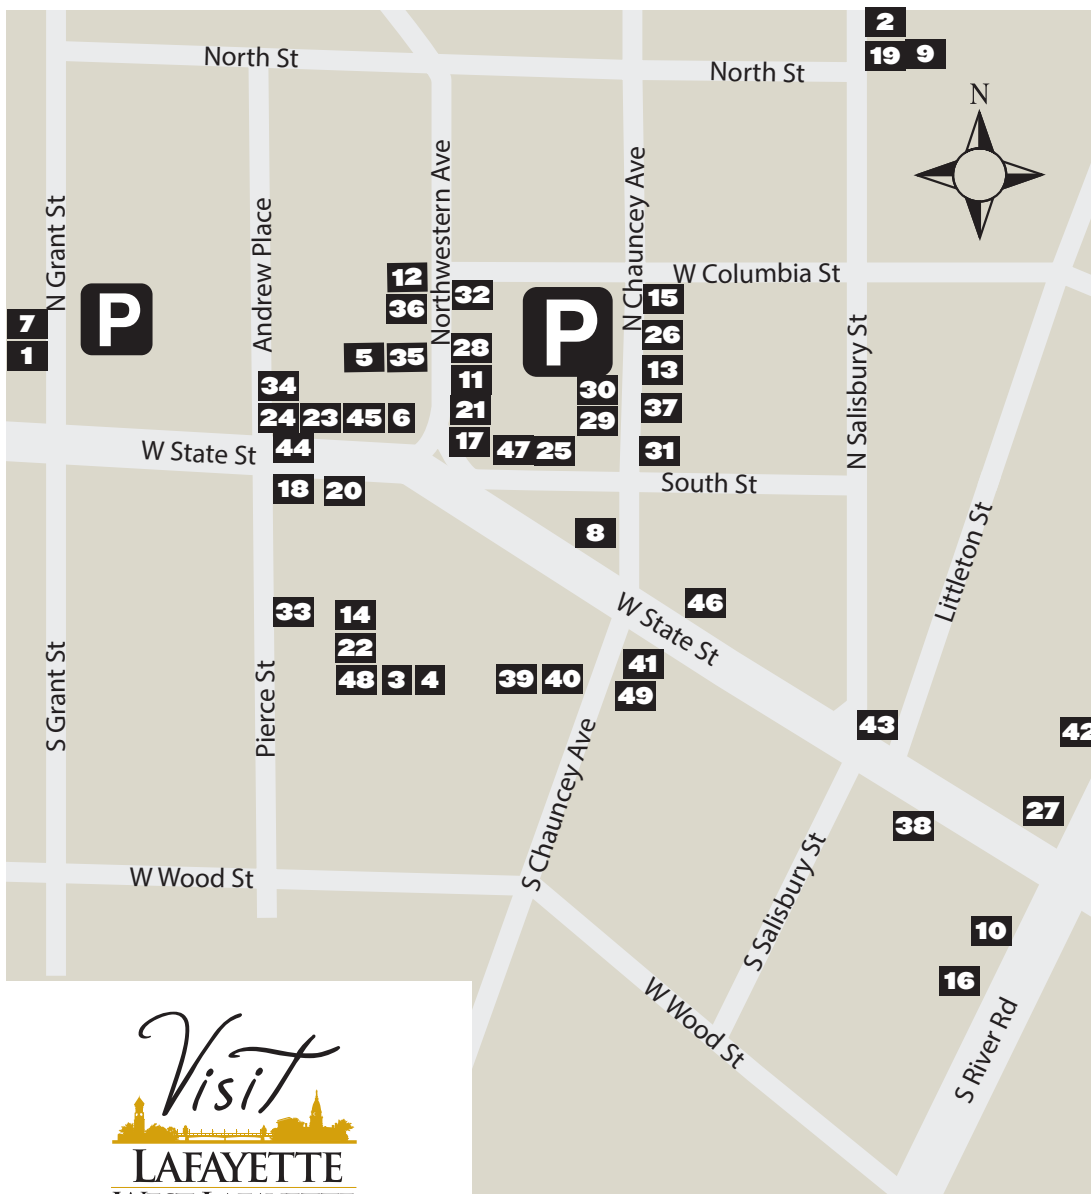 2
19 9
North St
North St
N
N Grant St
Andrew Place
Northwestern Ave
N Chauncey Ave
W Columbia St
N Salisbury St
Littleton St
12
36
32
15
P
P
7
1
26
5 35
28
13
34
11
30
37
24 23 45 6
21
29
17
47 25
31
44
W State St
South St
18 20
8
33
14
46
W State St
22
41
48 3 4
39 40
49
S Grant St
Pierce St
S Chauncey Ave
43
42
27
38
W Wood St
S Salisbury St
10
16
W Wood St
S River Rd
Visit
LAFAYETTE
WEST LAFAYETTE